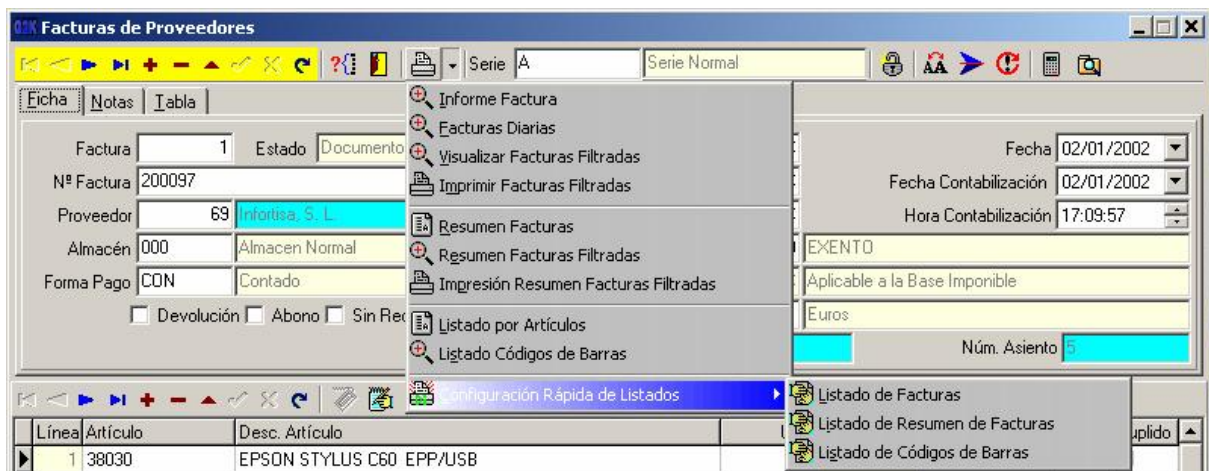 Facturas de Proveedores
Serie A Serie Normal
Ficha Notas Tabla
Informe Factura
Facturas Diarias
Visualizar Facturas Filtradas
Imprimir Facturas Filtradas
Resumen Facturas
Resumen Facturas Filtradas
Impresión Resumen Facturas Filtradas
Listado por Artículos
Listado Códigos de Barras
Configuración Rápida de Listados
Listado de Facturas
Listado de Resumen de Facturas
Listado de Códigos de Barras
Factura 1 Estado Documento
Fecha 02/01/2002
Nº Factura 200097
Fecha Contabilización 02/01/2002
Proveedor 69 Infortisa, S. L.
Hora Contabilización 17:09:57
Almacén 000 Almacen Normal
EXENTO
Forma Pago CON Contado
Aplicable a la Base Imponible
Devolución Abono Sin Rec
Euros
Núm. Asiento 5
Línea Artículo Desc. Artículo
1 38030 EPSON STYLUS C60 EPP/USB